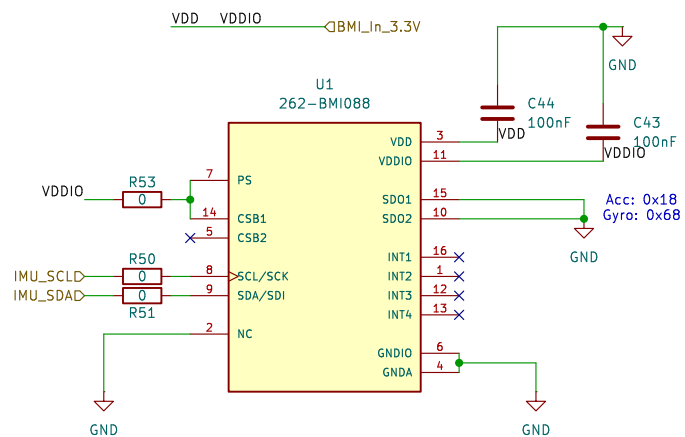 VDD VDDIO BMI_In_3.3V
GND
U1
262-BMI088
C44
100nF
VDD
C43
100nF
VDDIO
VDD 3
VDDIO 11
SDO1 15
SDO2 10
Acc: 0x18
Gyro: 0x68
GND
INT1 16
INT2 1
INT3 12
INT4 13
GNDIO 6
GNDA 4
GND
VDDIO
R53
0
7 PS
14 CSB1
5 CSB2
IMU_SCL
R50
0
8 SCL/SCK
IMU_SDA
0
R51
9 SDA/SDI
2 NC
GND